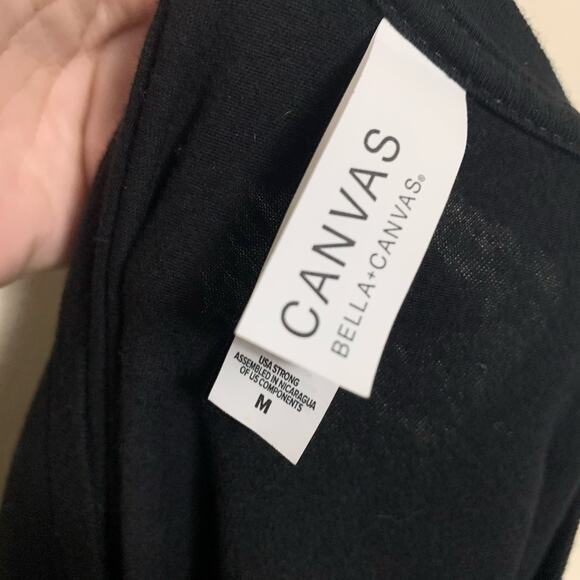 CANVAS
BELLA+CANVAS®
USA STRONG
ASSEMBLED IN NICARAGUA
OF US COMPONENTS
M